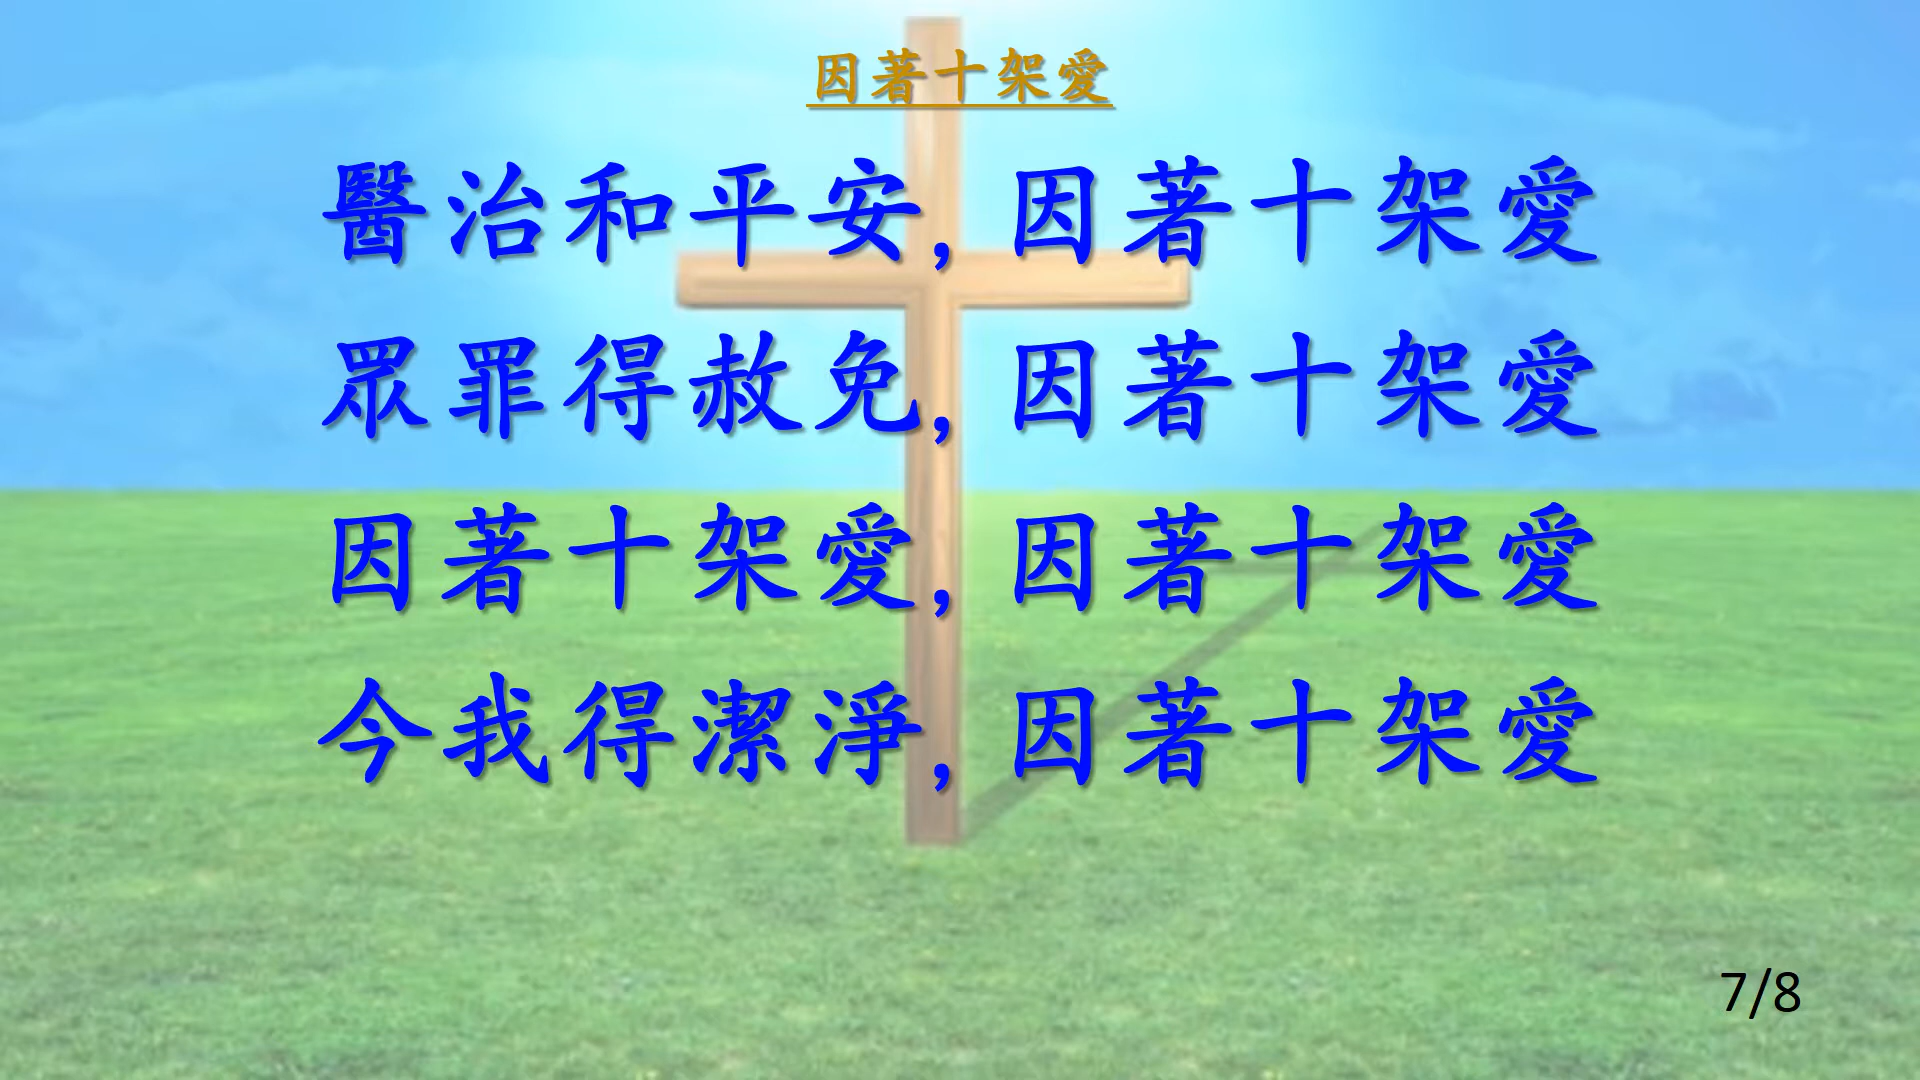 因著十架愛
醫治和平安, 因著十架愛
眾罪得赦免, 因著十架愛
因著十架愛, 因著十架愛
今我得潔淨, 因著十架愛
7/8